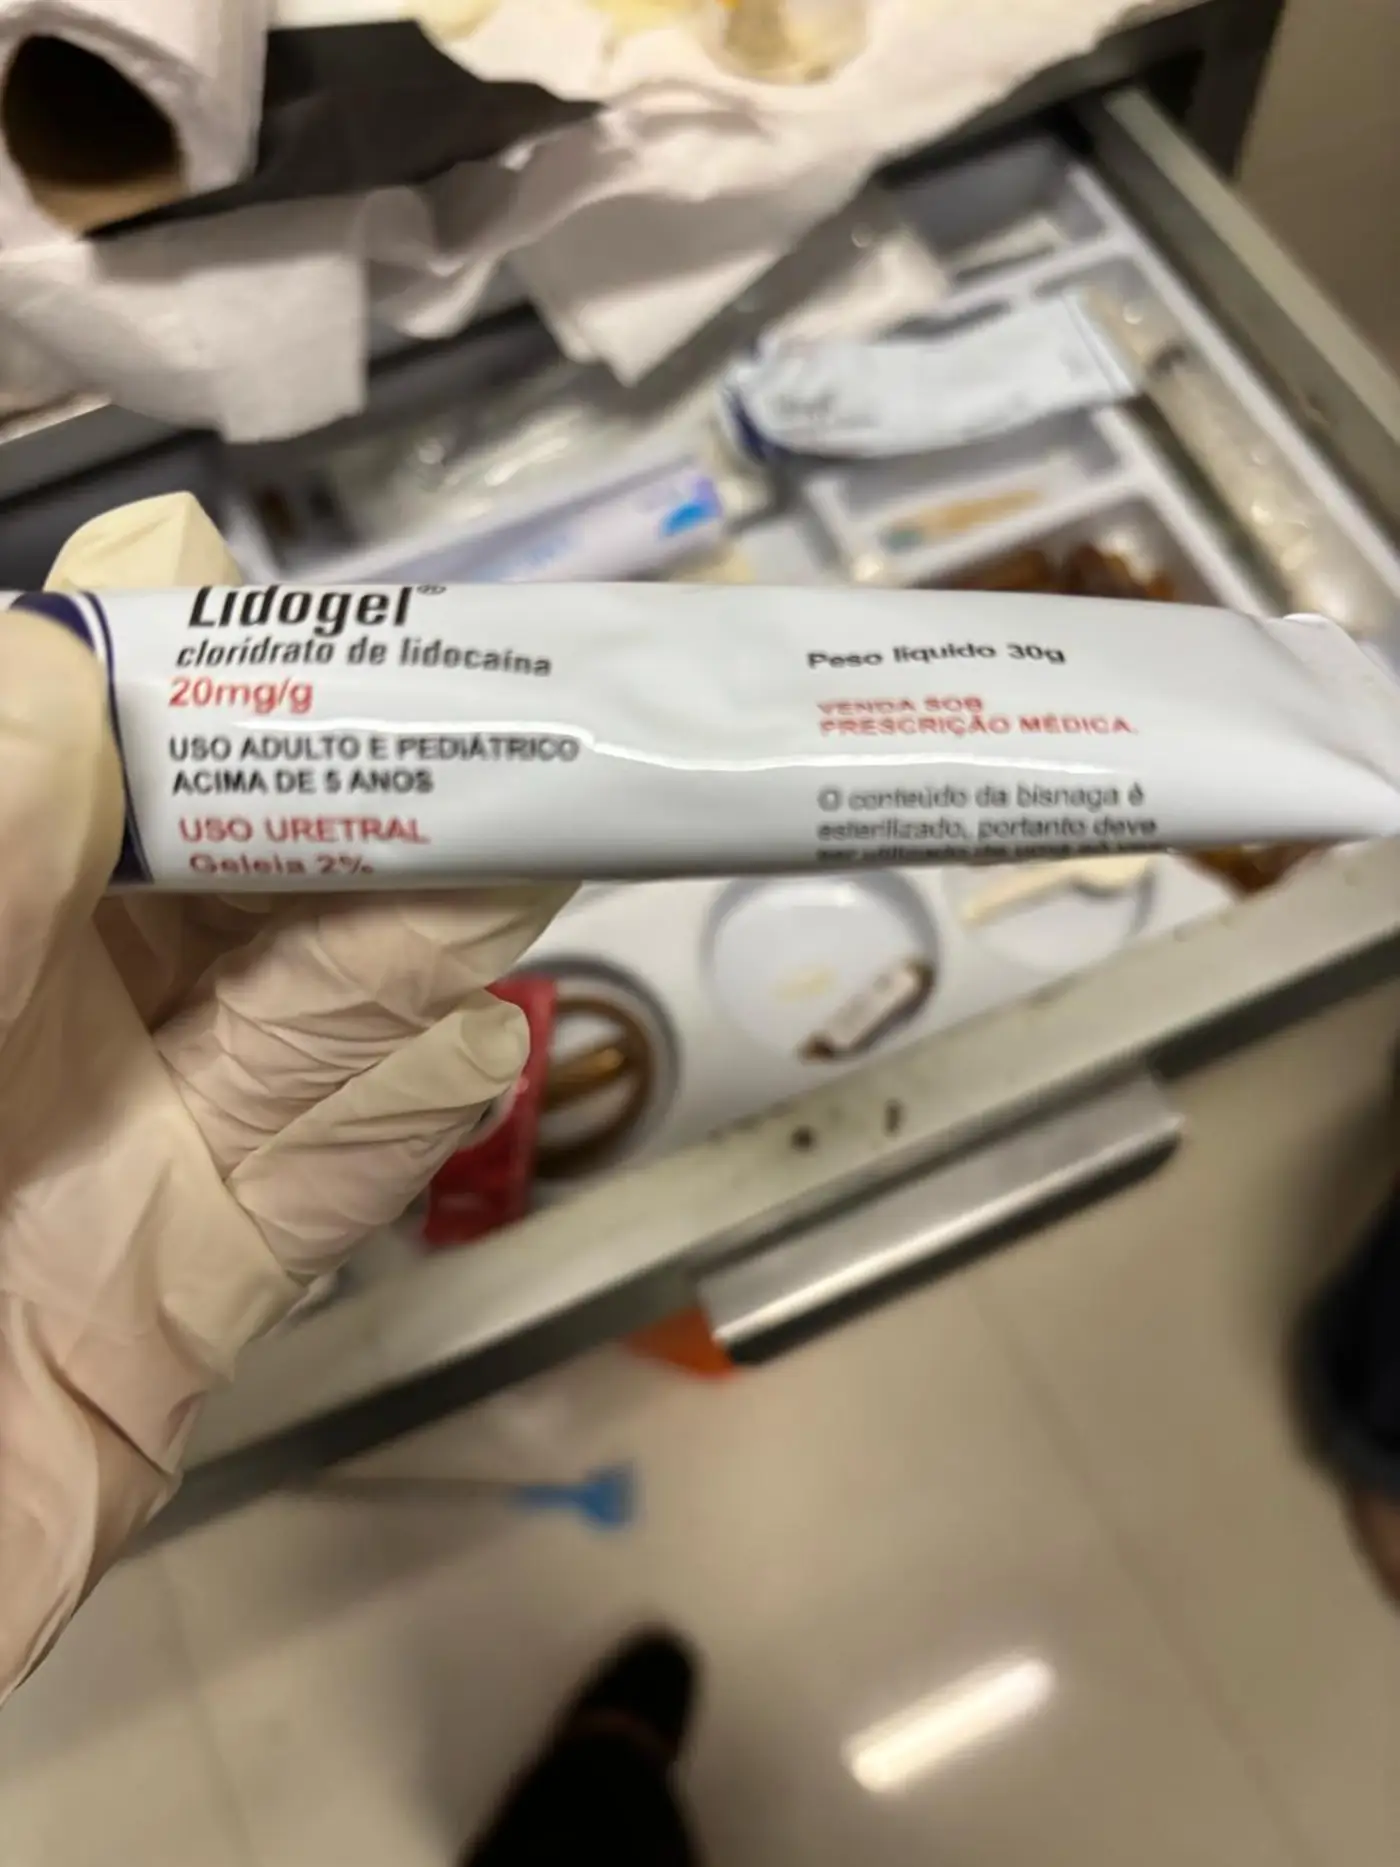 Lidogel®
cloridrato de lidocaína
20mg/g
USO ADULTO E PEDIÁTRICO
ACIMA DE 5 ANOS
USO URETRAL
Geleia 2%
Peso líquido 30g
VENDA SOB
PRESCRIÇÃO MÉDICA.
O conteúdo da bisnaga é
esterilizado, portanto deve